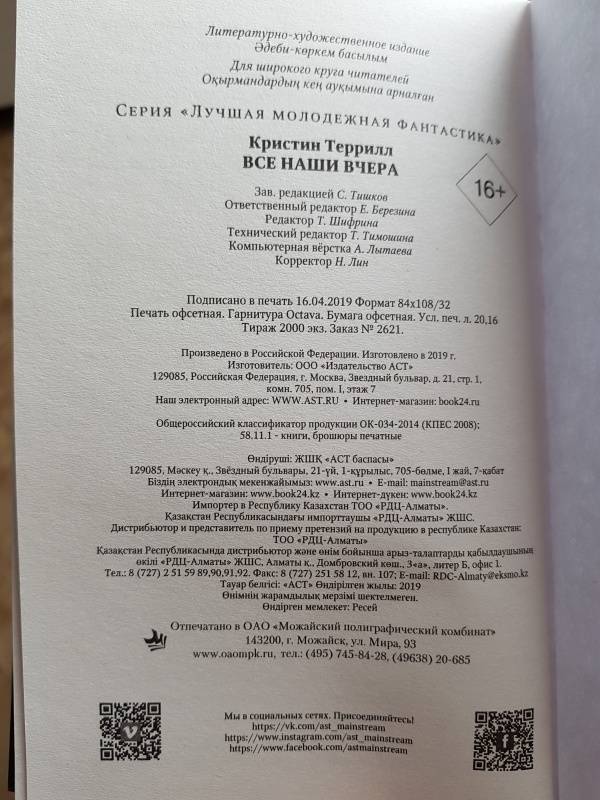 Литературно-художественное издание
Әдеби-көркем басылым
Для широкого круга читателей
Оқырмандардың кең ауқымына арналған
Серия «Лучшая молодежная фантастика»
Кристин Террилл
ВСЕ НАШИ ВЧЕРА
16+
Зав. редакцией С. Тишков
Ответственный редактор Е. Березина
Редактор Т. Шифрина
Технический редактор Т. Тимошина
Компьютерная вёрстка А. Лытаева
Корректор Н. Лин
Подписано в печать 16.04.2019 Формат 84x108/32
Печать офсетная. Гарнитура Octava. Бумага офсетная. Усл. печ. л. 20,16
Тираж 2000 экз. Заказ № 2621.
Произведено в Российской Федерации. Изготовлено в 2019 г.
Изготовитель: ООО «Издательство АСТ»
129085, Российская Федерация, г. Москва, Звездный бульвар, д. 21, стр. 1,
комн. 705, пом. I, этаж 7
Наш электронный адрес: WWW.AST.RU • Интернет-магазин: book24.ru
Общероссийский классификатор продукции ОК-034-2014 (КПЕС 2008);
58.11.1 - книги, брошюры печатные
Өндіруші: ЖШҚ «АСТ баспасы»
129085, Мәскеу қ., Звёздный бульвары, 21-үй, 1-құрылыс, 705-бөлме, I жай, 7-қабат
Біздің электрондық мекенжайымыз: www.ast.ru • E-mail: mainstream@ast.ru
Интернет-магазин: www.book24.kz • Интернет-дүкен: www.book24.kz
Импортер в Республику Казахстан ТОО «РДЦ-Алматы».
Қазақстан Республикасындағы импорттаушы «РДЦ-Алматы» ЖШС.
Дистрибьютор и представитель по приему претензий на продукцию в республике Казахстан:
ТОО «РДЦ-Алматы»
Қазақстан Республикасында дистрибьютор және өнім бойынша арыз-талаптарды қабылдаушының
өкілі «РДЦ-Алматы» ЖШС, Алматы қ., Домбровский көш., 3«а», литер Б, офис 1.
Тел.: 8 (727) 2 51 59 89,90,91,92. Факс: 8 (727) 251 58 12, вн. 107; E-mail: RDC-Almaty@eksmo.kz
Тауар белгісі: «АСТ» Өндірілген жылы: 2019
Өнімнің жарамдылық мерзімі шектелмеген.
Өндірген мемлекет: Ресей
Отпечатано в ОАО «Можайский полиграфический комбинат»
143200, г. Можайск, ул. Мира, 93
www.oaompk.ru, тел.: (495) 745-84-28, (49638) 20-685
Мы в социальных сетях. Присоединяйтесь!
https://vk.com/ast_mainstream
https://www.instagram.com/ast_mainstream
https://www.facebook.com/astmainstream